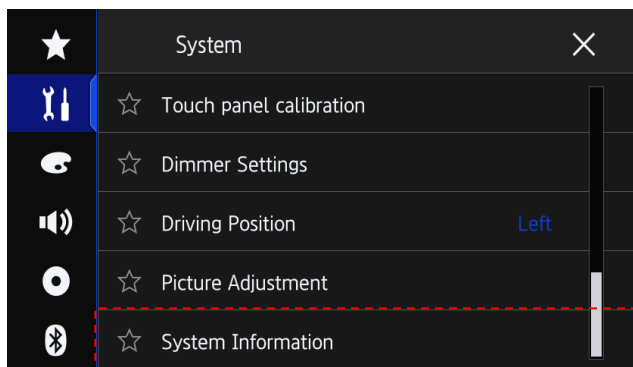 System
Touch panel calibration
Dimmer Settings
Driving Position Left
Picture Adjustment
System Information